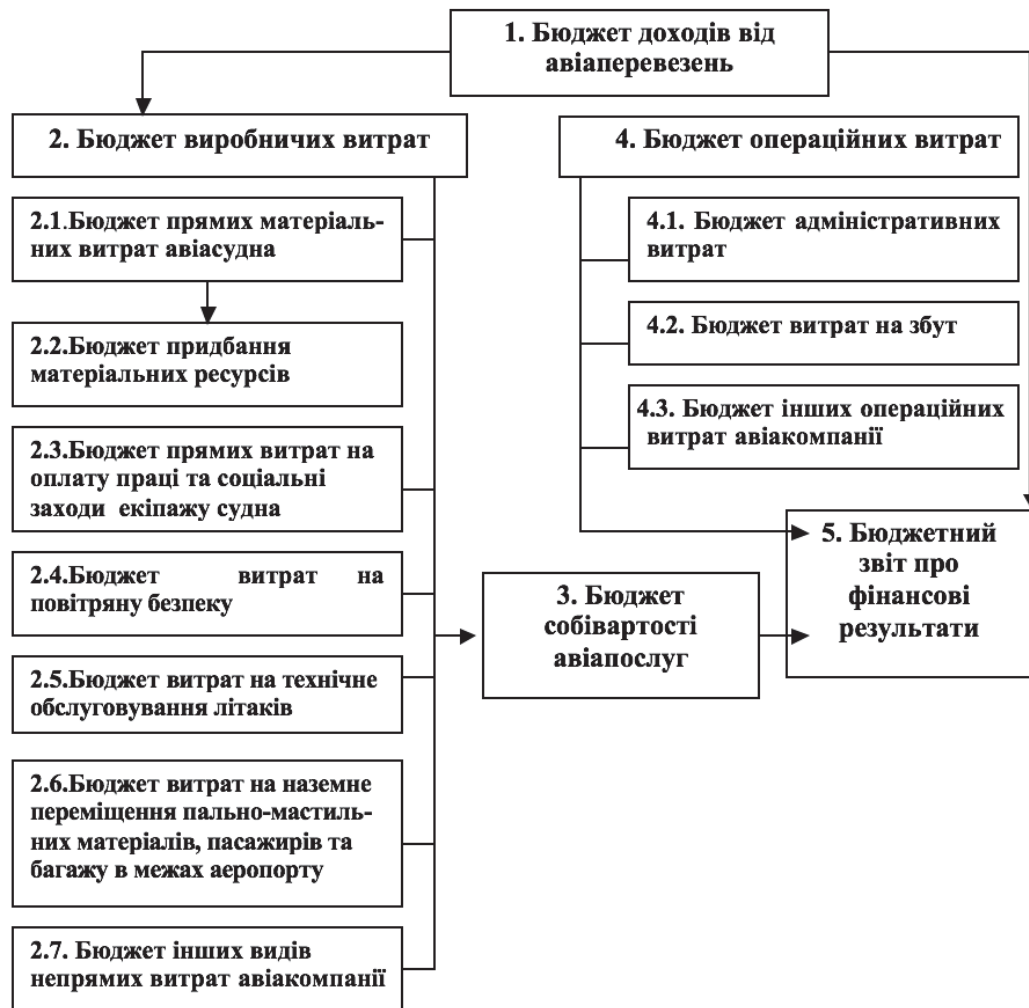 1. Бюджет доходів від
авіаперевезень
2. Бюджет виробничих витрат
4. Бюджет операційних витрат
2.1.Бюджет прямих матеріаль-
них витрат авіасудна
2.2.Бюджет придбання
матеріальних ресурсів
2.3.Бюджет прямих витрат на
оплату праці та соціальні
заходи екіпажу судна
2.4.Бюджет витрат на
повітряну безпеку
2.5.Бюджет витрат на технічне
обслуговування літаків
2.6.Бюджет витрат на наземне
переміщення пально-мастиль-
них матеріалів, пасажирів та
багажу в межах аеропорту
2.7. Бюджет інших видів
непрямих витрат авіакомпанії
4.1. Бюджет адміністративних
витрат
4.2. Бюджет витрат на збут
4.3. Бюджет інших операційних
витрат авіакомпанії
3. Бюджет
собівартості
авіапослуг
5. Бюджетний
звіт про
фінансові
результати